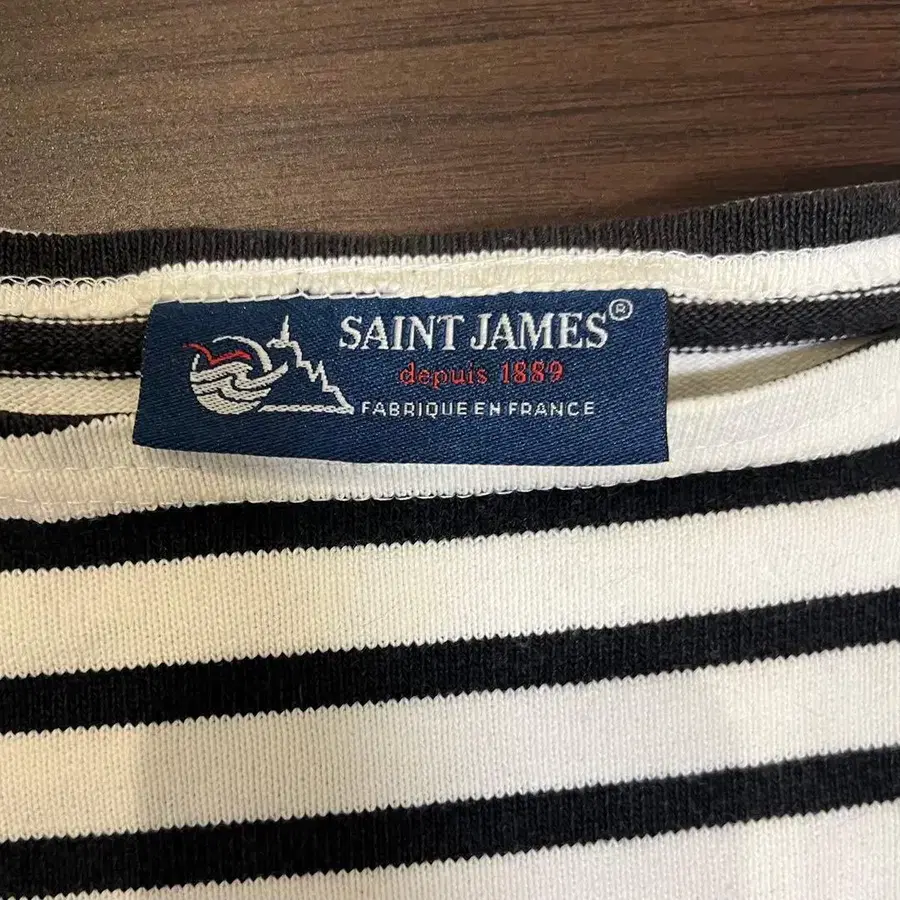 SAINT JAMES®
depuis 1889
FABRIQUE EN FRANCE